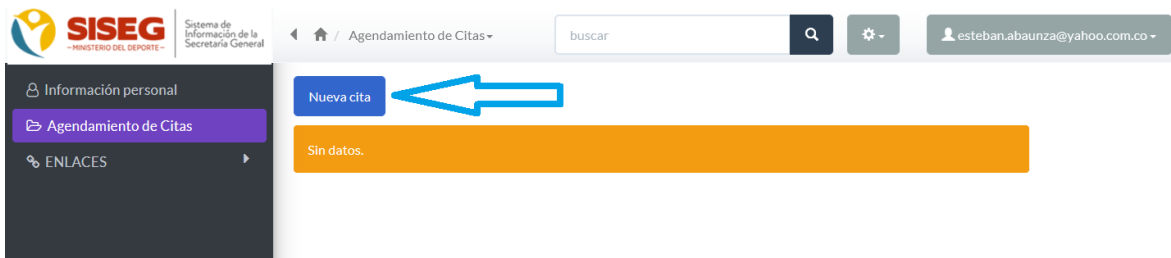 SISEG
-MINISTERIO DEL DEPORTE-
Sistema de
Información de la
Secretaría General
/ Agendamiento de Citas
buscar
esteban.abaunza@yahoo.com.co
Información personal
Agendamiento de Citas
ENLACES
Nueva cita
Sin datos.